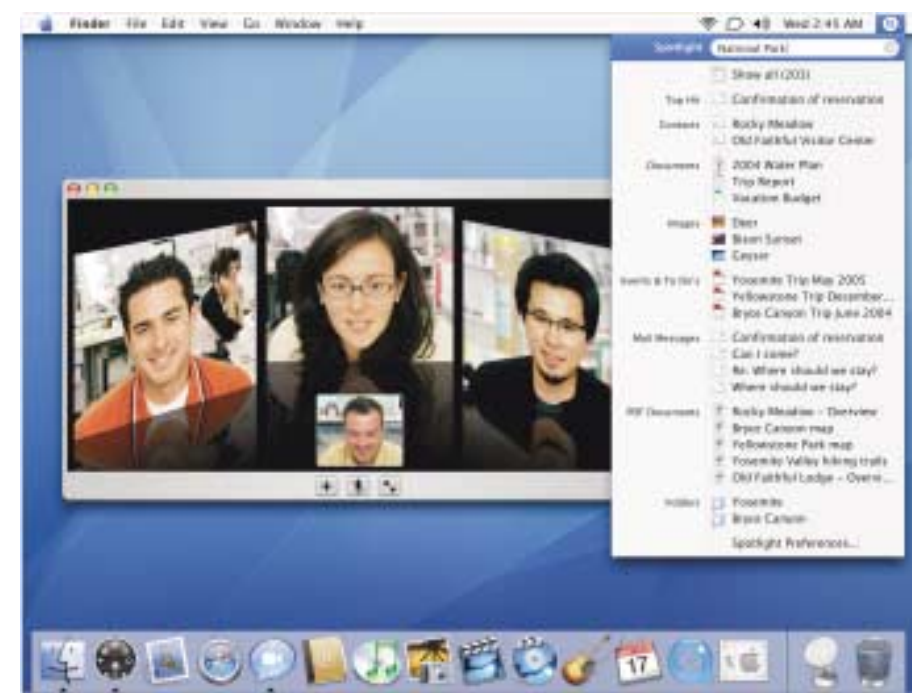 Finder File Edit View Go Window Help
Wed 2:45 AM
Spotlight National Park
Show all (203)
Top Hit Confirmation of reservation
Contacts Rocky Meadow
Old Faithful Visitor Center
Documents 2004 Water Plan
Trip Report
Vacation Budget
Images Deer
Bison Sunset
Geyser
Events & To Do's Yosemite Trip May 2005
Yellowstone Trip December...
Bryce Canyon Trip June 2004
Mail Messages Confirmation of reservation
Can I come?
Re: Where should we stay?
Where should we stay?
PDF Documents Rocky Meadow – Overview
Bryce Canyon map
Yellowstone Park map
Yosemite Valley hiking trails
Old Faithful Lodge – Overv...
Folders Yosemite
Bryce Canyon
Spotlight Preferences...
17